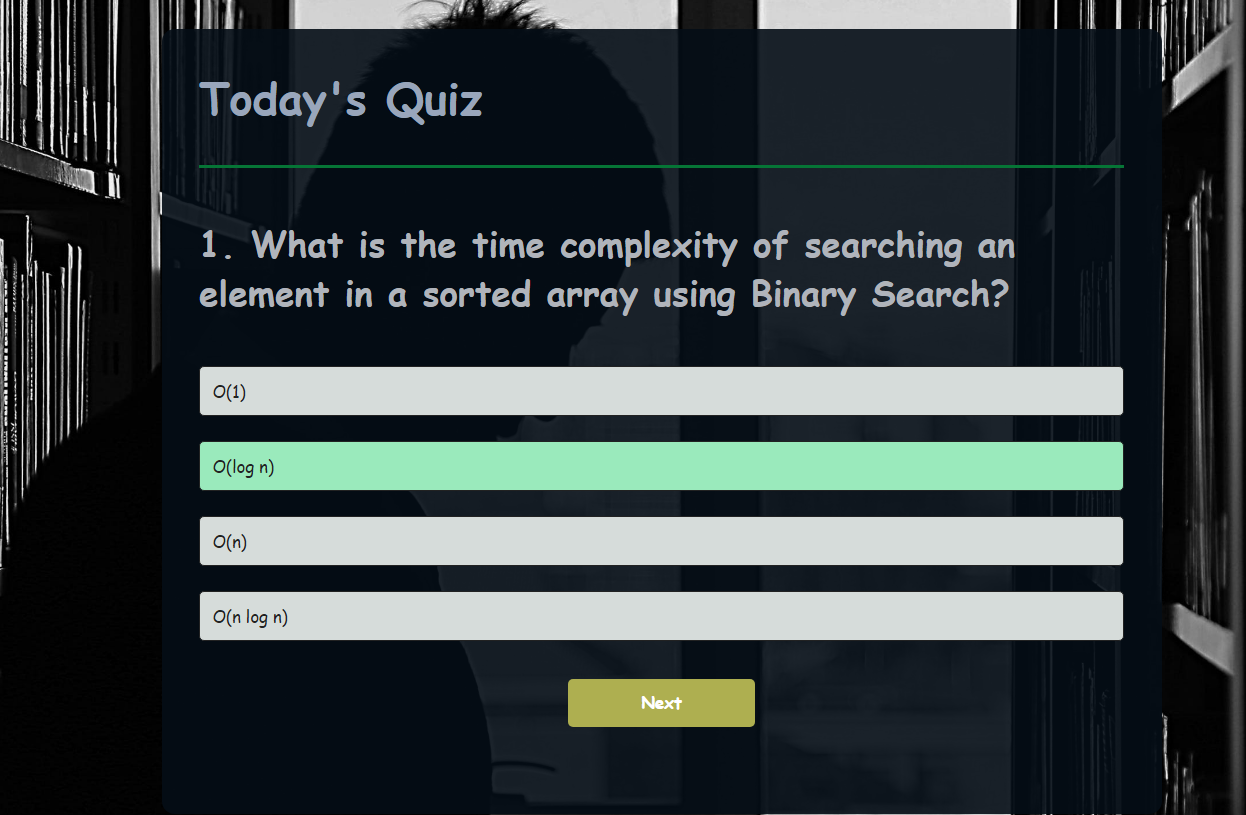 Today's Quiz
1. What is the time complexity of searching an
element in a sorted array using Binary Search?
O(1)
O(log n)
O(n)
O(n log n)
Next